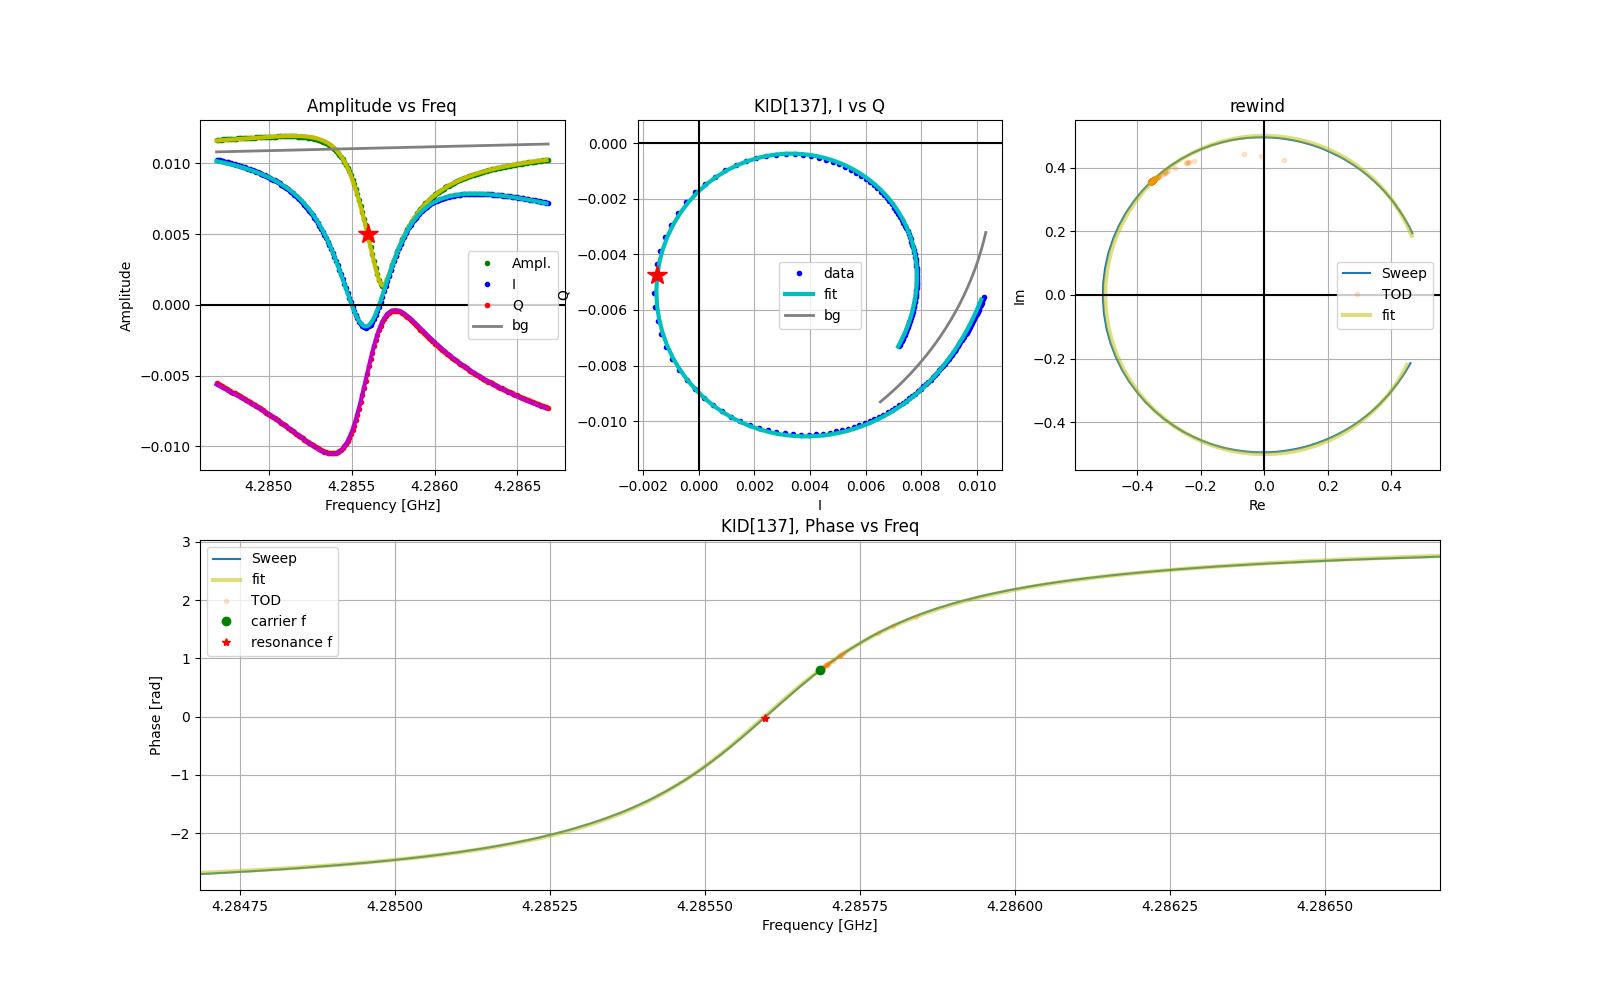 Amplitude vs Freq
Amplitude
0.010
0.005
0.000
−0.005
−0.010
4.2850 4.2855 4.2860 4.2865
Frequency [GHz]
Ampl.
I
Q
bg
KID[137], I vs Q
Q
0.000
−0.002
−0.004
−0.006
−0.008
−0.010
−0.002 0.000 0.002 0.004 0.006 0.008 0.010
I
data
fit
bg
rewind
Im
0.4
0.2
0.0
−0.2
−0.4
−0.4 −0.2 0.0 0.2 0.4
Re
Sweep
TOD
fit
KID[137], Phase vs Freq
Phase [rad]
3
2
1
0
−1
−2
4.28475 4.28500 4.28525 4.28550 4.28575 4.28600 4.28625 4.28650
Frequency [GHz]
Sweep
fit
TOD
carrier f
resonance f